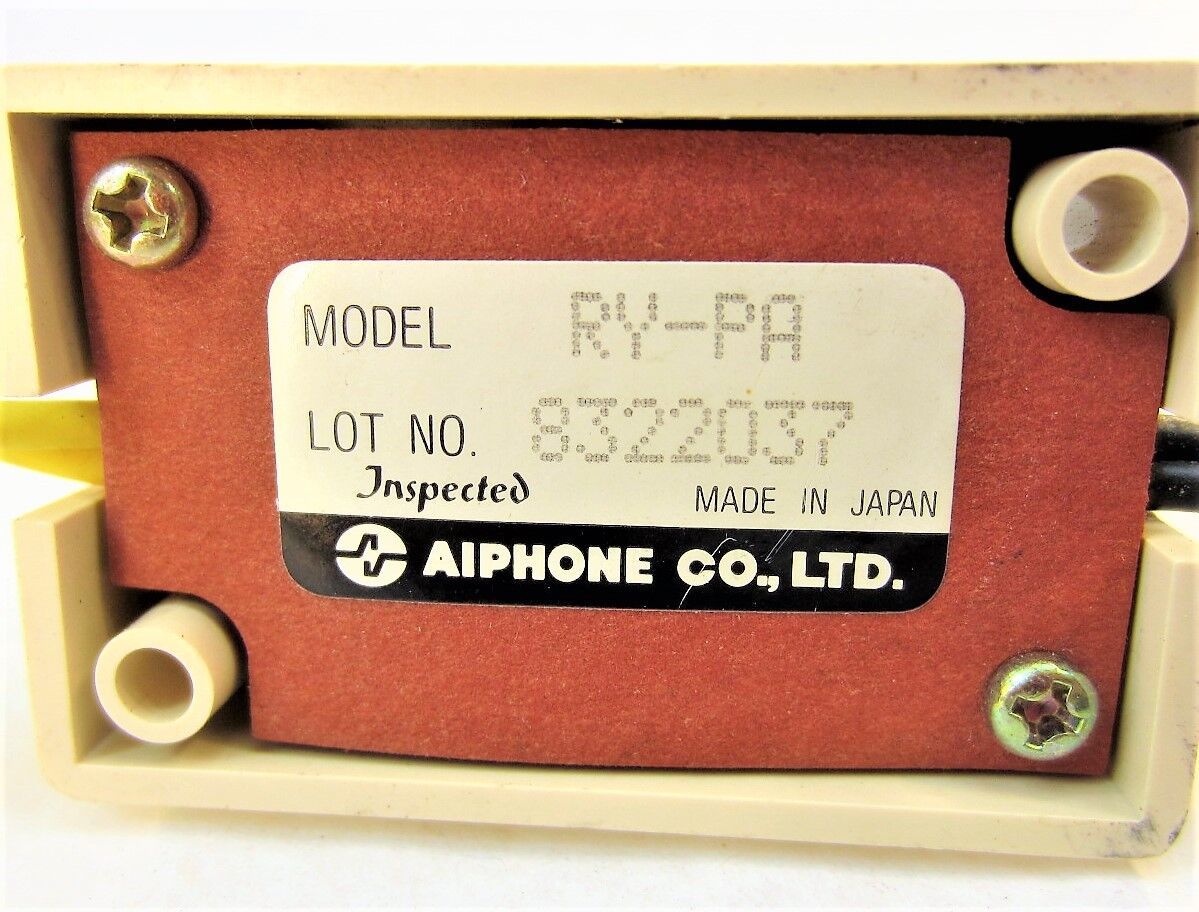 MODEL RY-PA
LOT NO. 8322037
Inspected
MADE IN JAPAN
AIPHONE CO., LTD.